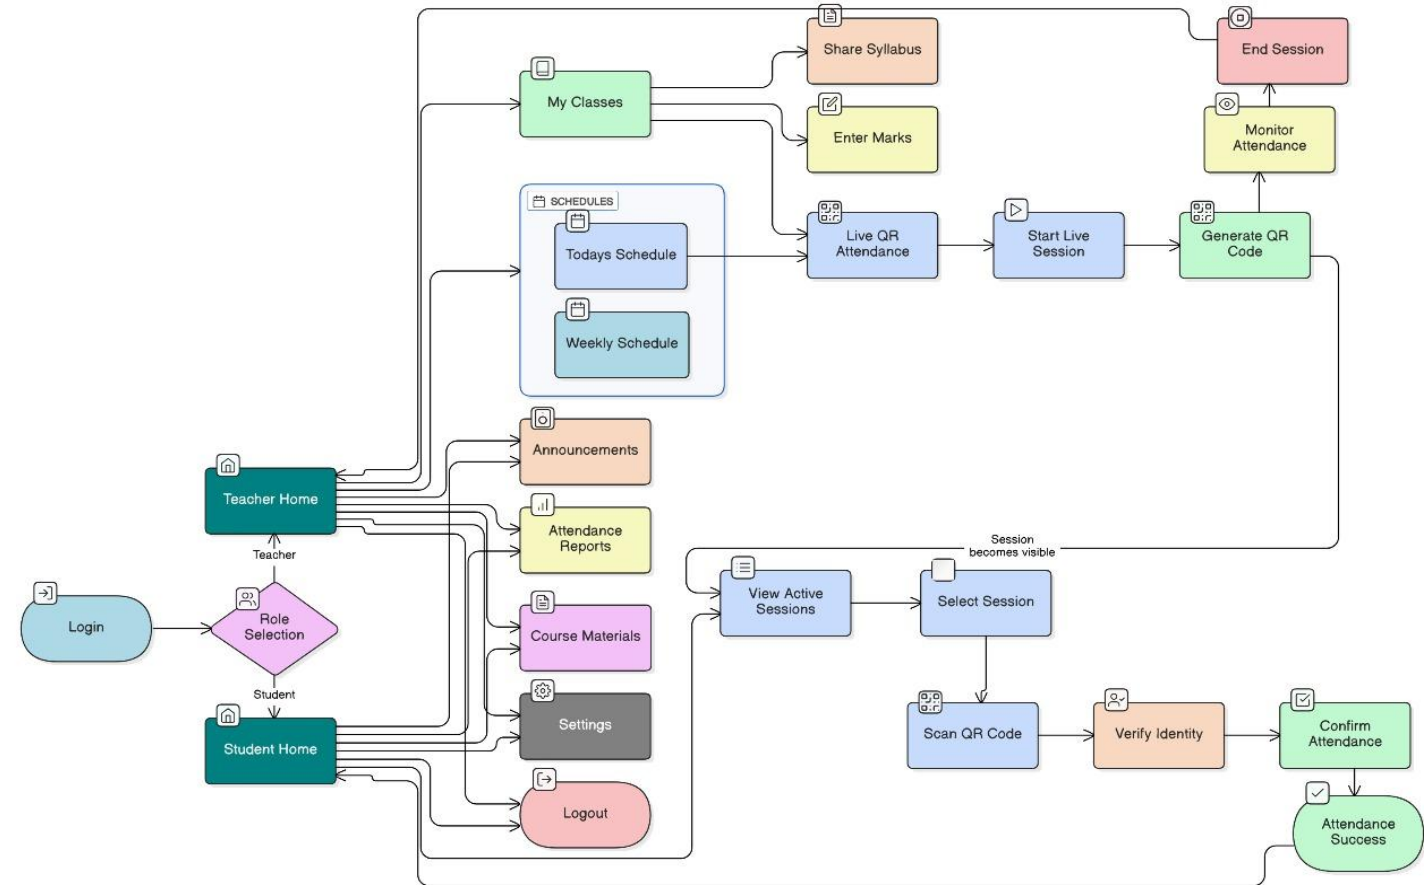 Share Syllabus
End Session
My Classes
Enter Marks
Monitor
Attendance
SCHEDULES
Todays Schedule
Live QR
Attendance
Start Live
Session
Generate QR
Code
Weekly Schedule
Announcements
Teacher Home
Attendance
Reports
Teacher
Session
becomes visible
Login
Role
Selection
View Active
Sessions
Select Session
Course Materials
Student
Settings
Student Home
Scan QR Code
Verify Identity
Confirm
Attendance
Logout
Attendance
Success